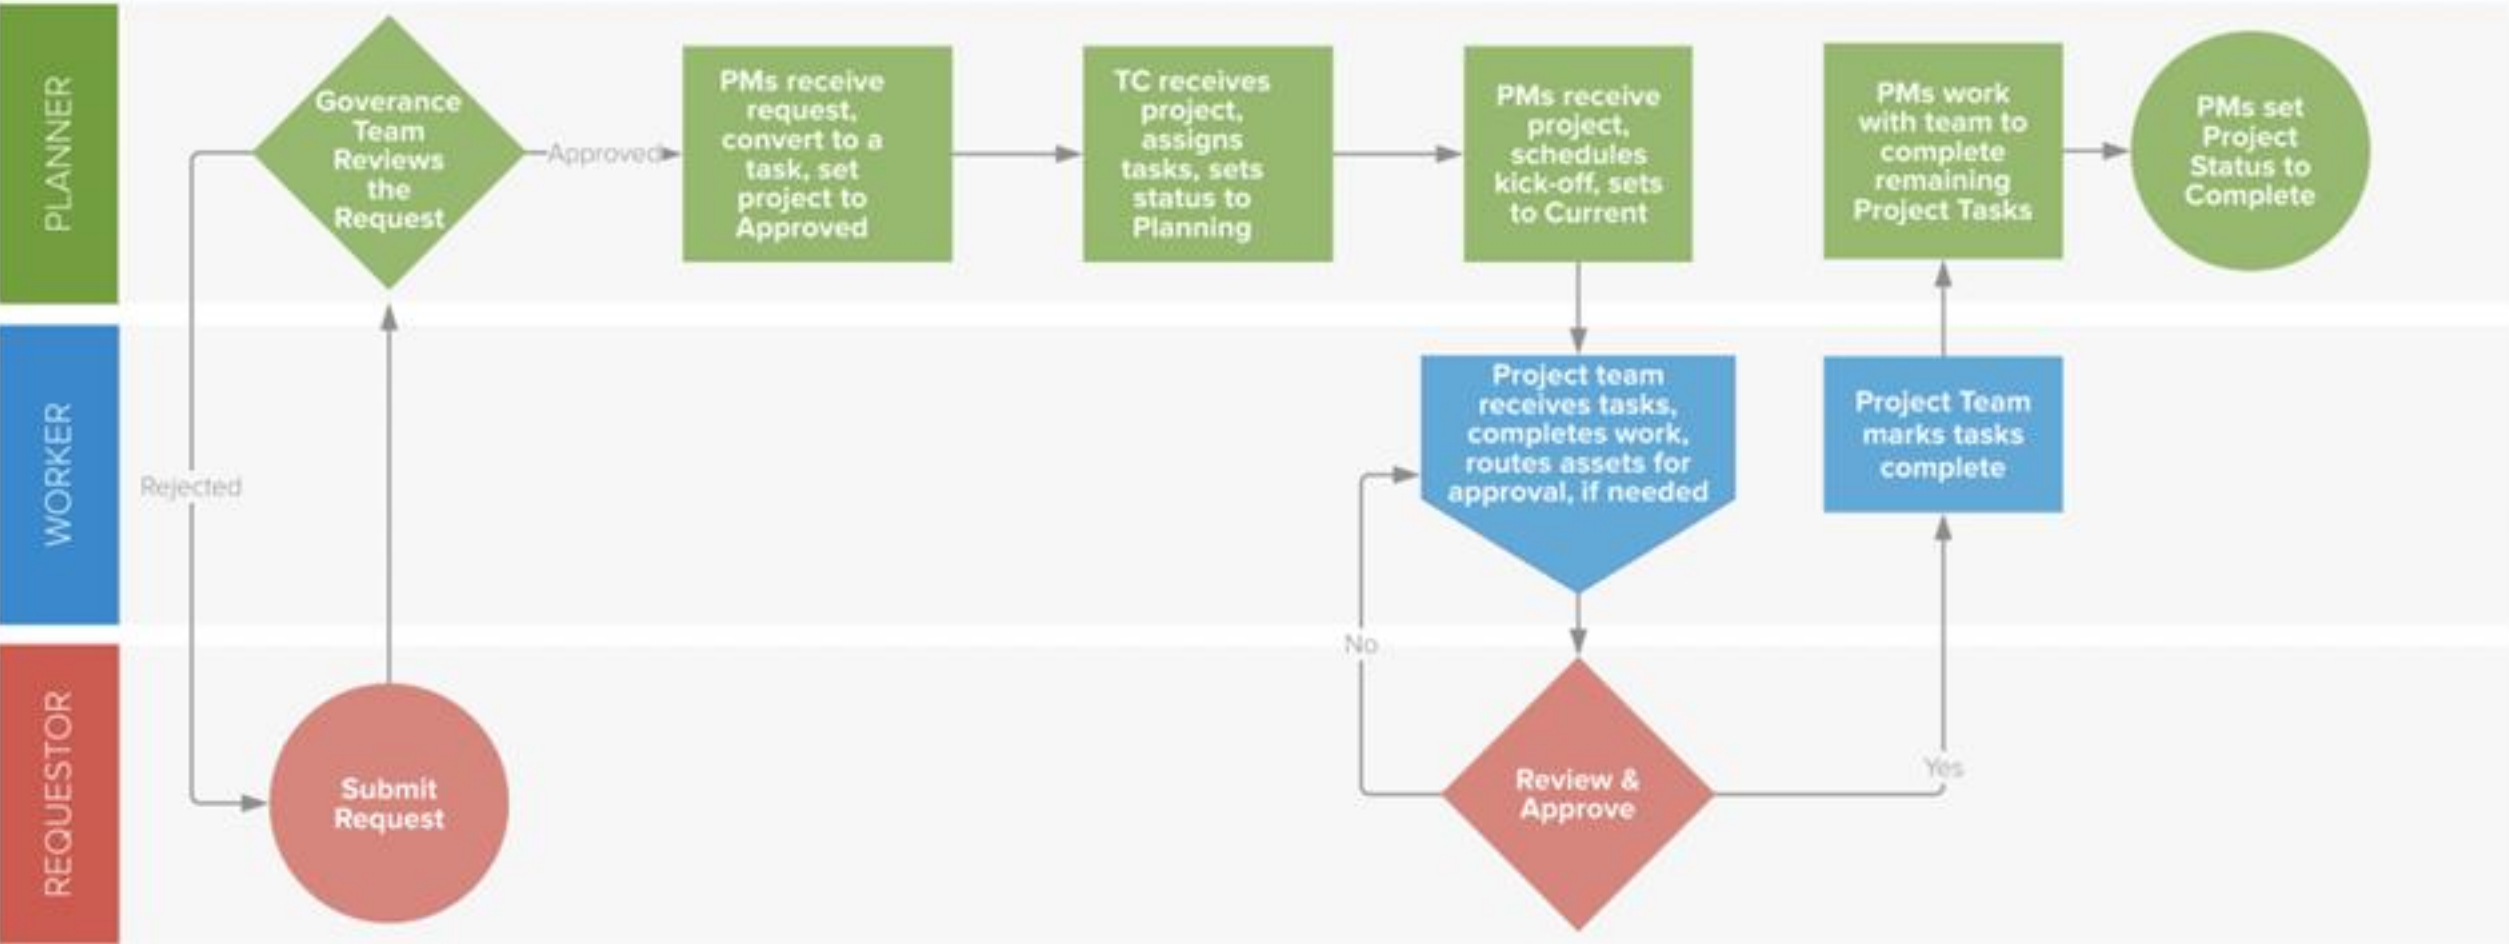 PLANNER
Goverance
Team
Reviews
the
Request
Approved
PMs receive
request,
convert to a
task, set
project to
Approved
TC receives
project,
assigns
tasks, sets
status to
Planning
PMs receive
project,
schedules
kick-off, sets
to Current
PMs work
with team to
complete
remaining
Project Tasks
PMs set
Project
Status to
Complete
WORKER
Rejected
Project team
receives tasks,
completes work,
routes assets for
approval, if needed
Project Team
marks tasks
complete
No
REQUESTOR
Submit
Request
Review &
Approve
Yes